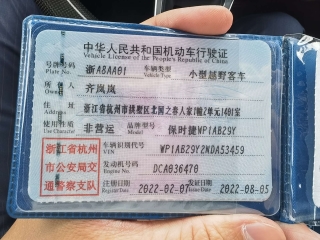 中华人民共和国机动车行驶证
Vehicle License of the People's Republic of China
号牌号码 浙A8AA01 车辆类型 小型越野客车
Plate No. Vehicle Type
所有人 齐岚岚
Owner
住址 浙江省杭州市拱墅区北国之春人家1幢2单元1401室
Address
使用性质 非营运 品牌型号 保时捷WP1AB29Y
Use Character Model
浙江省杭州 车辆识别代号 WP1AB29Y2NDA53459
VIN
市公安局交 发动机号码 DCA036470
Engine No.
通警察支队 注册日期 2022-02-07 发证日期 2022-08-05
Register Date Issue Date